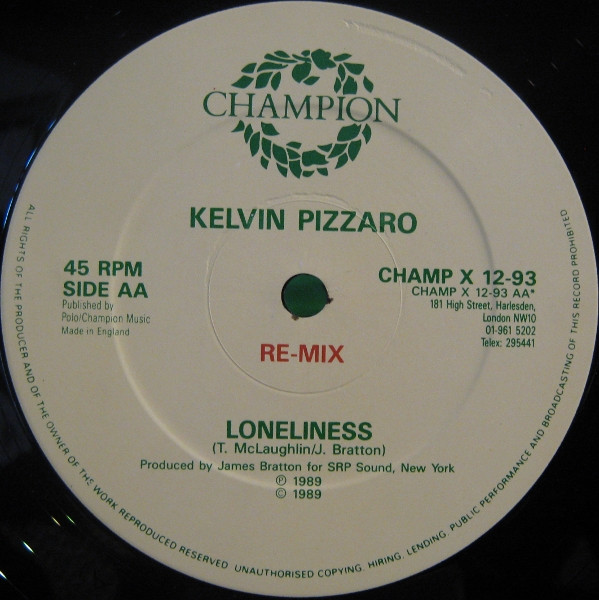 CHAMPION
KELVIN PIZZARO
45 RPM
SIDE AA
Published by
Polo/Champion Music
Made in England
CHAMP X 12-93
CHAMP X 12-93 AA*
181 High Street, Harlesden,
London NW10
01-961 5202
Telex: 295441
RE-MIX
LONELINESS
(T. McLaughlin/J. Bratton)
Produced by James Bratton for SRP Sound, New York
℗ 1989
© 1989
ALL RIGHTS OF THE PRODUCER AND OF THE OWNER OF THE WORK REPRODUCED RESERVED UNAUTHORISED COPYING, HIRING, LENDING, PUBLIC PERFORMANCE AND BROADCASTING OF THIS RECORD PROHIBITED